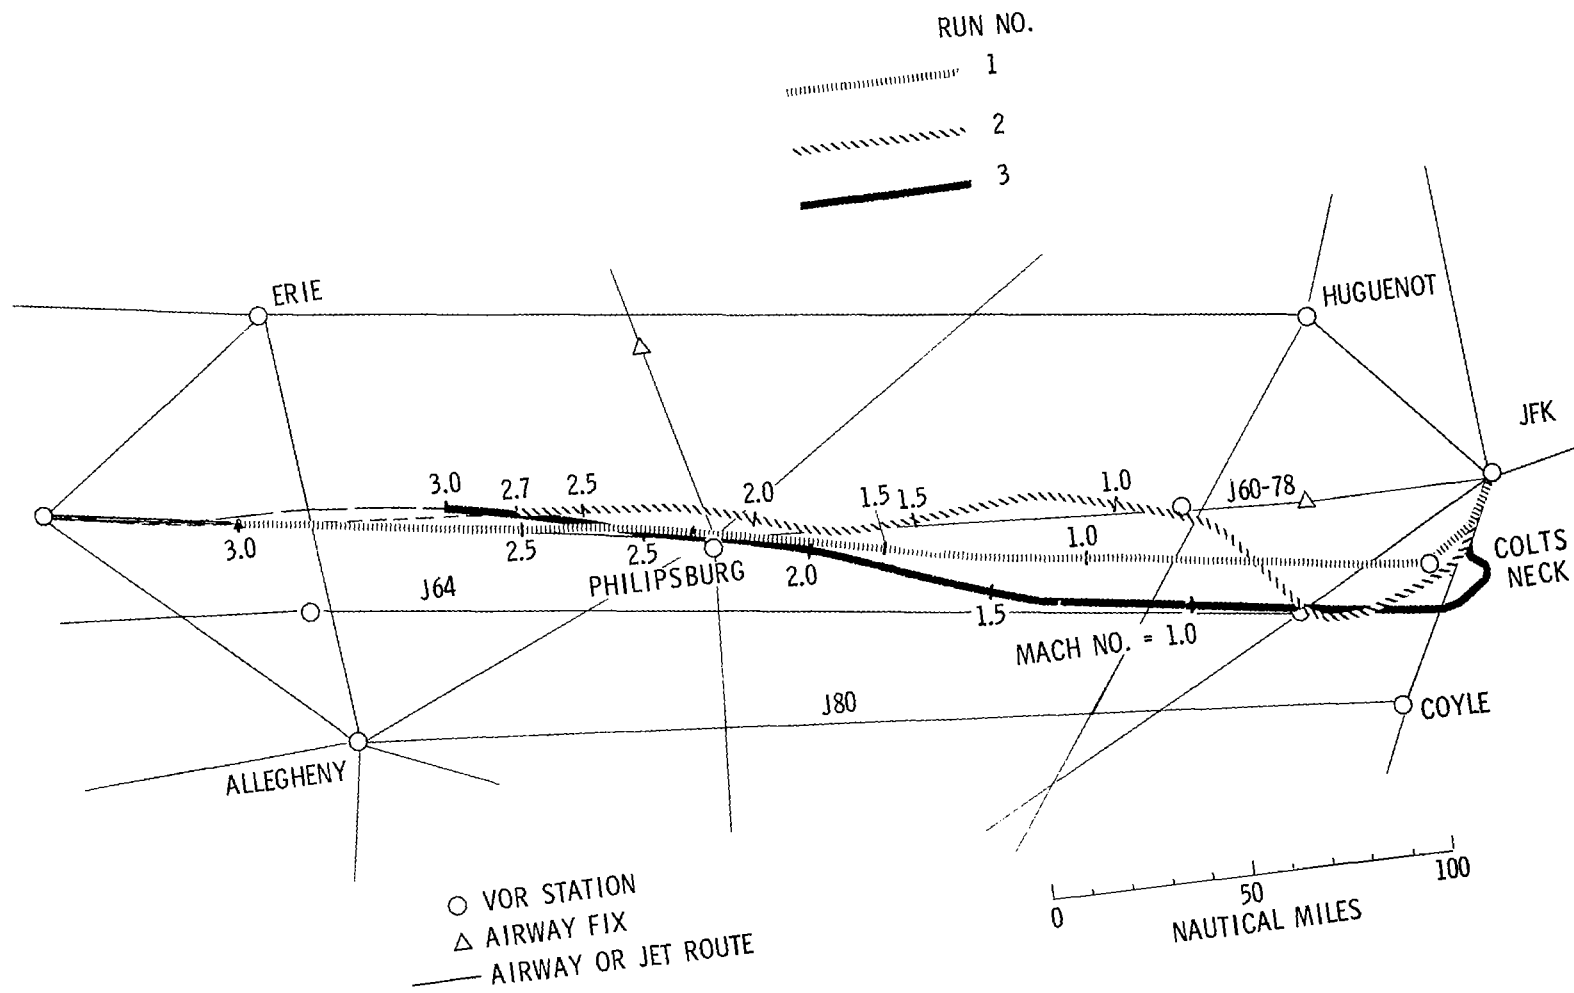 RUN NO.
1
2
3
ERIE
HUGUENOT
JFK
3.0
2.7
2.5
2.0
1.5
1.5
1.0
J60-78
3.0
2.5
2.5
PHILIPSBURG
2.0
1.0
COLTS
NECK
J64
1.5
MACH NO. = 1.0
J80
COYLE
ALLEGHENY
VOR STATION
AIRWAY FIX
AIRWAY OR JET ROUTE
0
50
100
NAUTICAL MILES